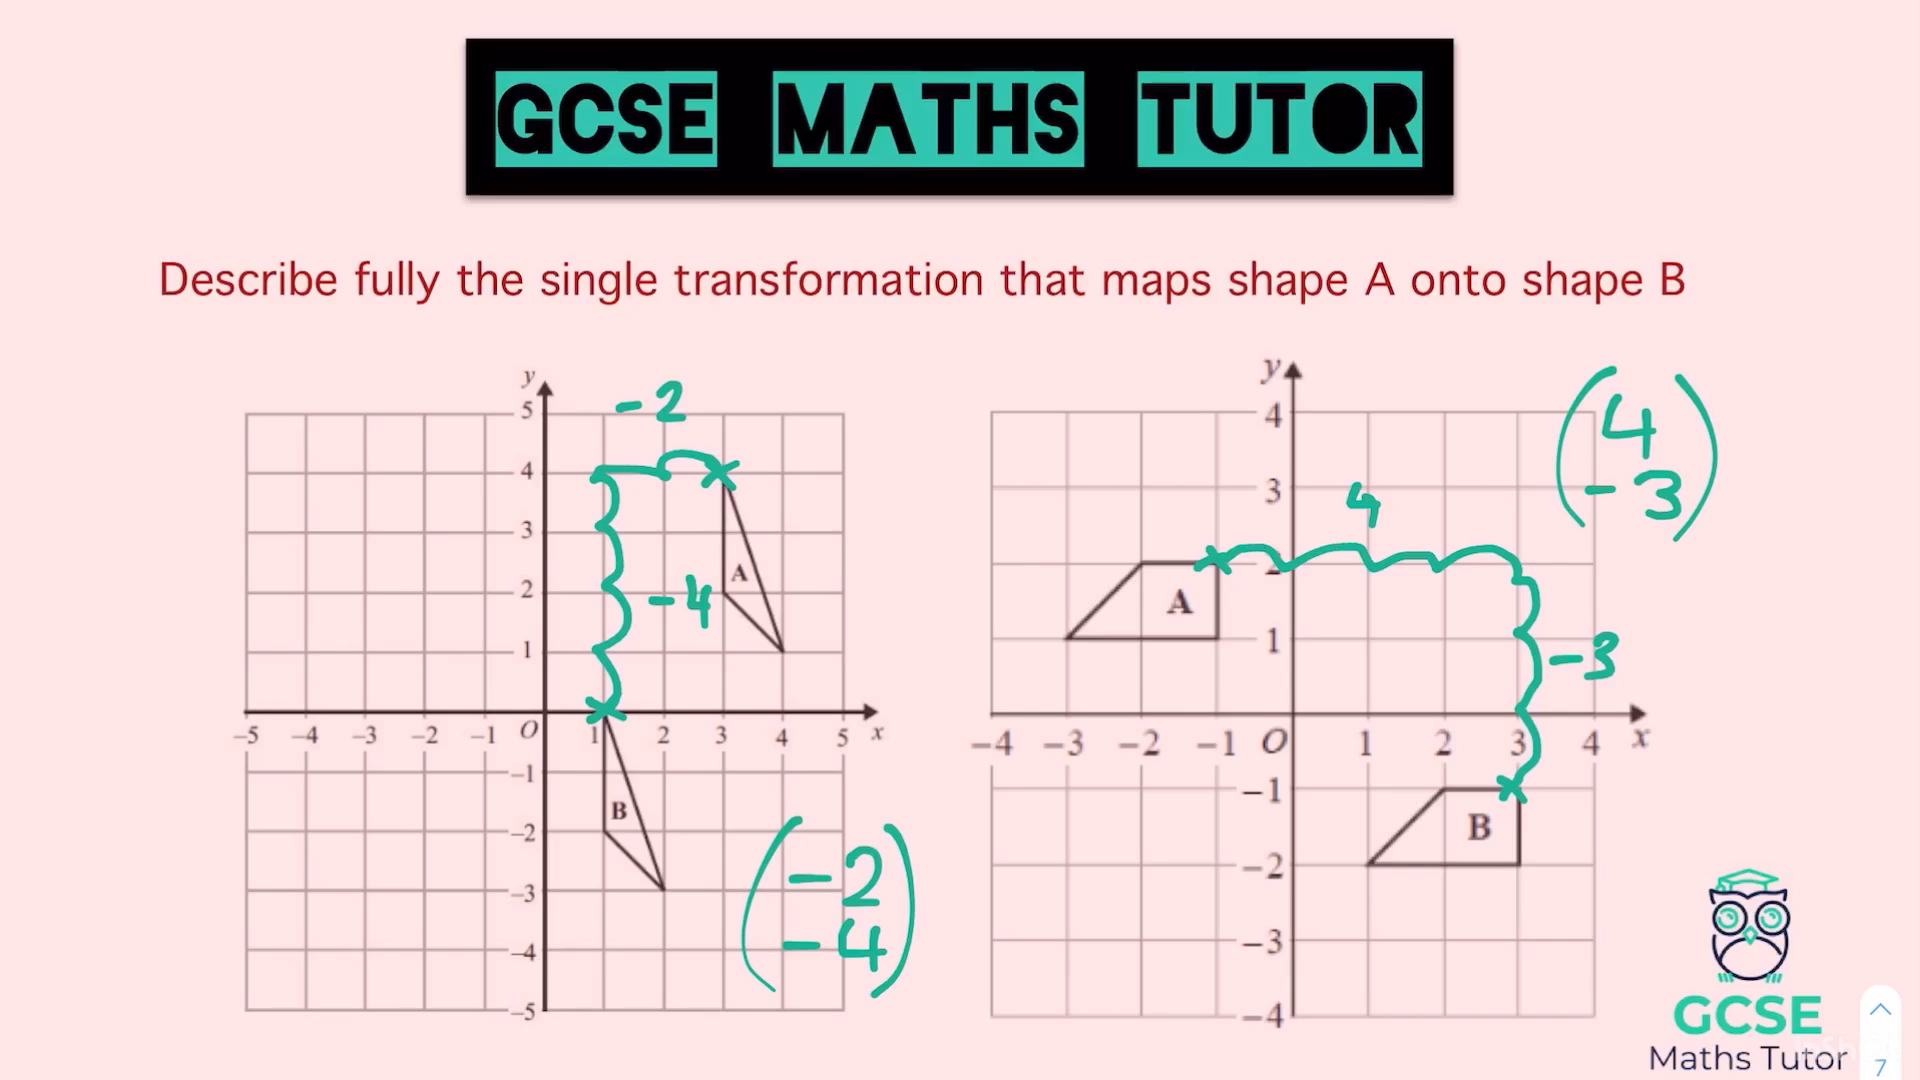 GCSE MATHS TUTOR
Describe fully the single transformation that maps shape A onto shape B
y
5
4
3
2
1
-2
-4
A
-5 -4 -3 -2 -1 O 1 2 3 4 5 x
-1
-2
-3
-4
-5
B
-2
-4
y
4
3
2
1
4
-3
4
A
-3
-4 -3 -2 -1 O 1 2 3 4 x
-1
-2
-3
-4
B
GCSE
Maths Tutor
7